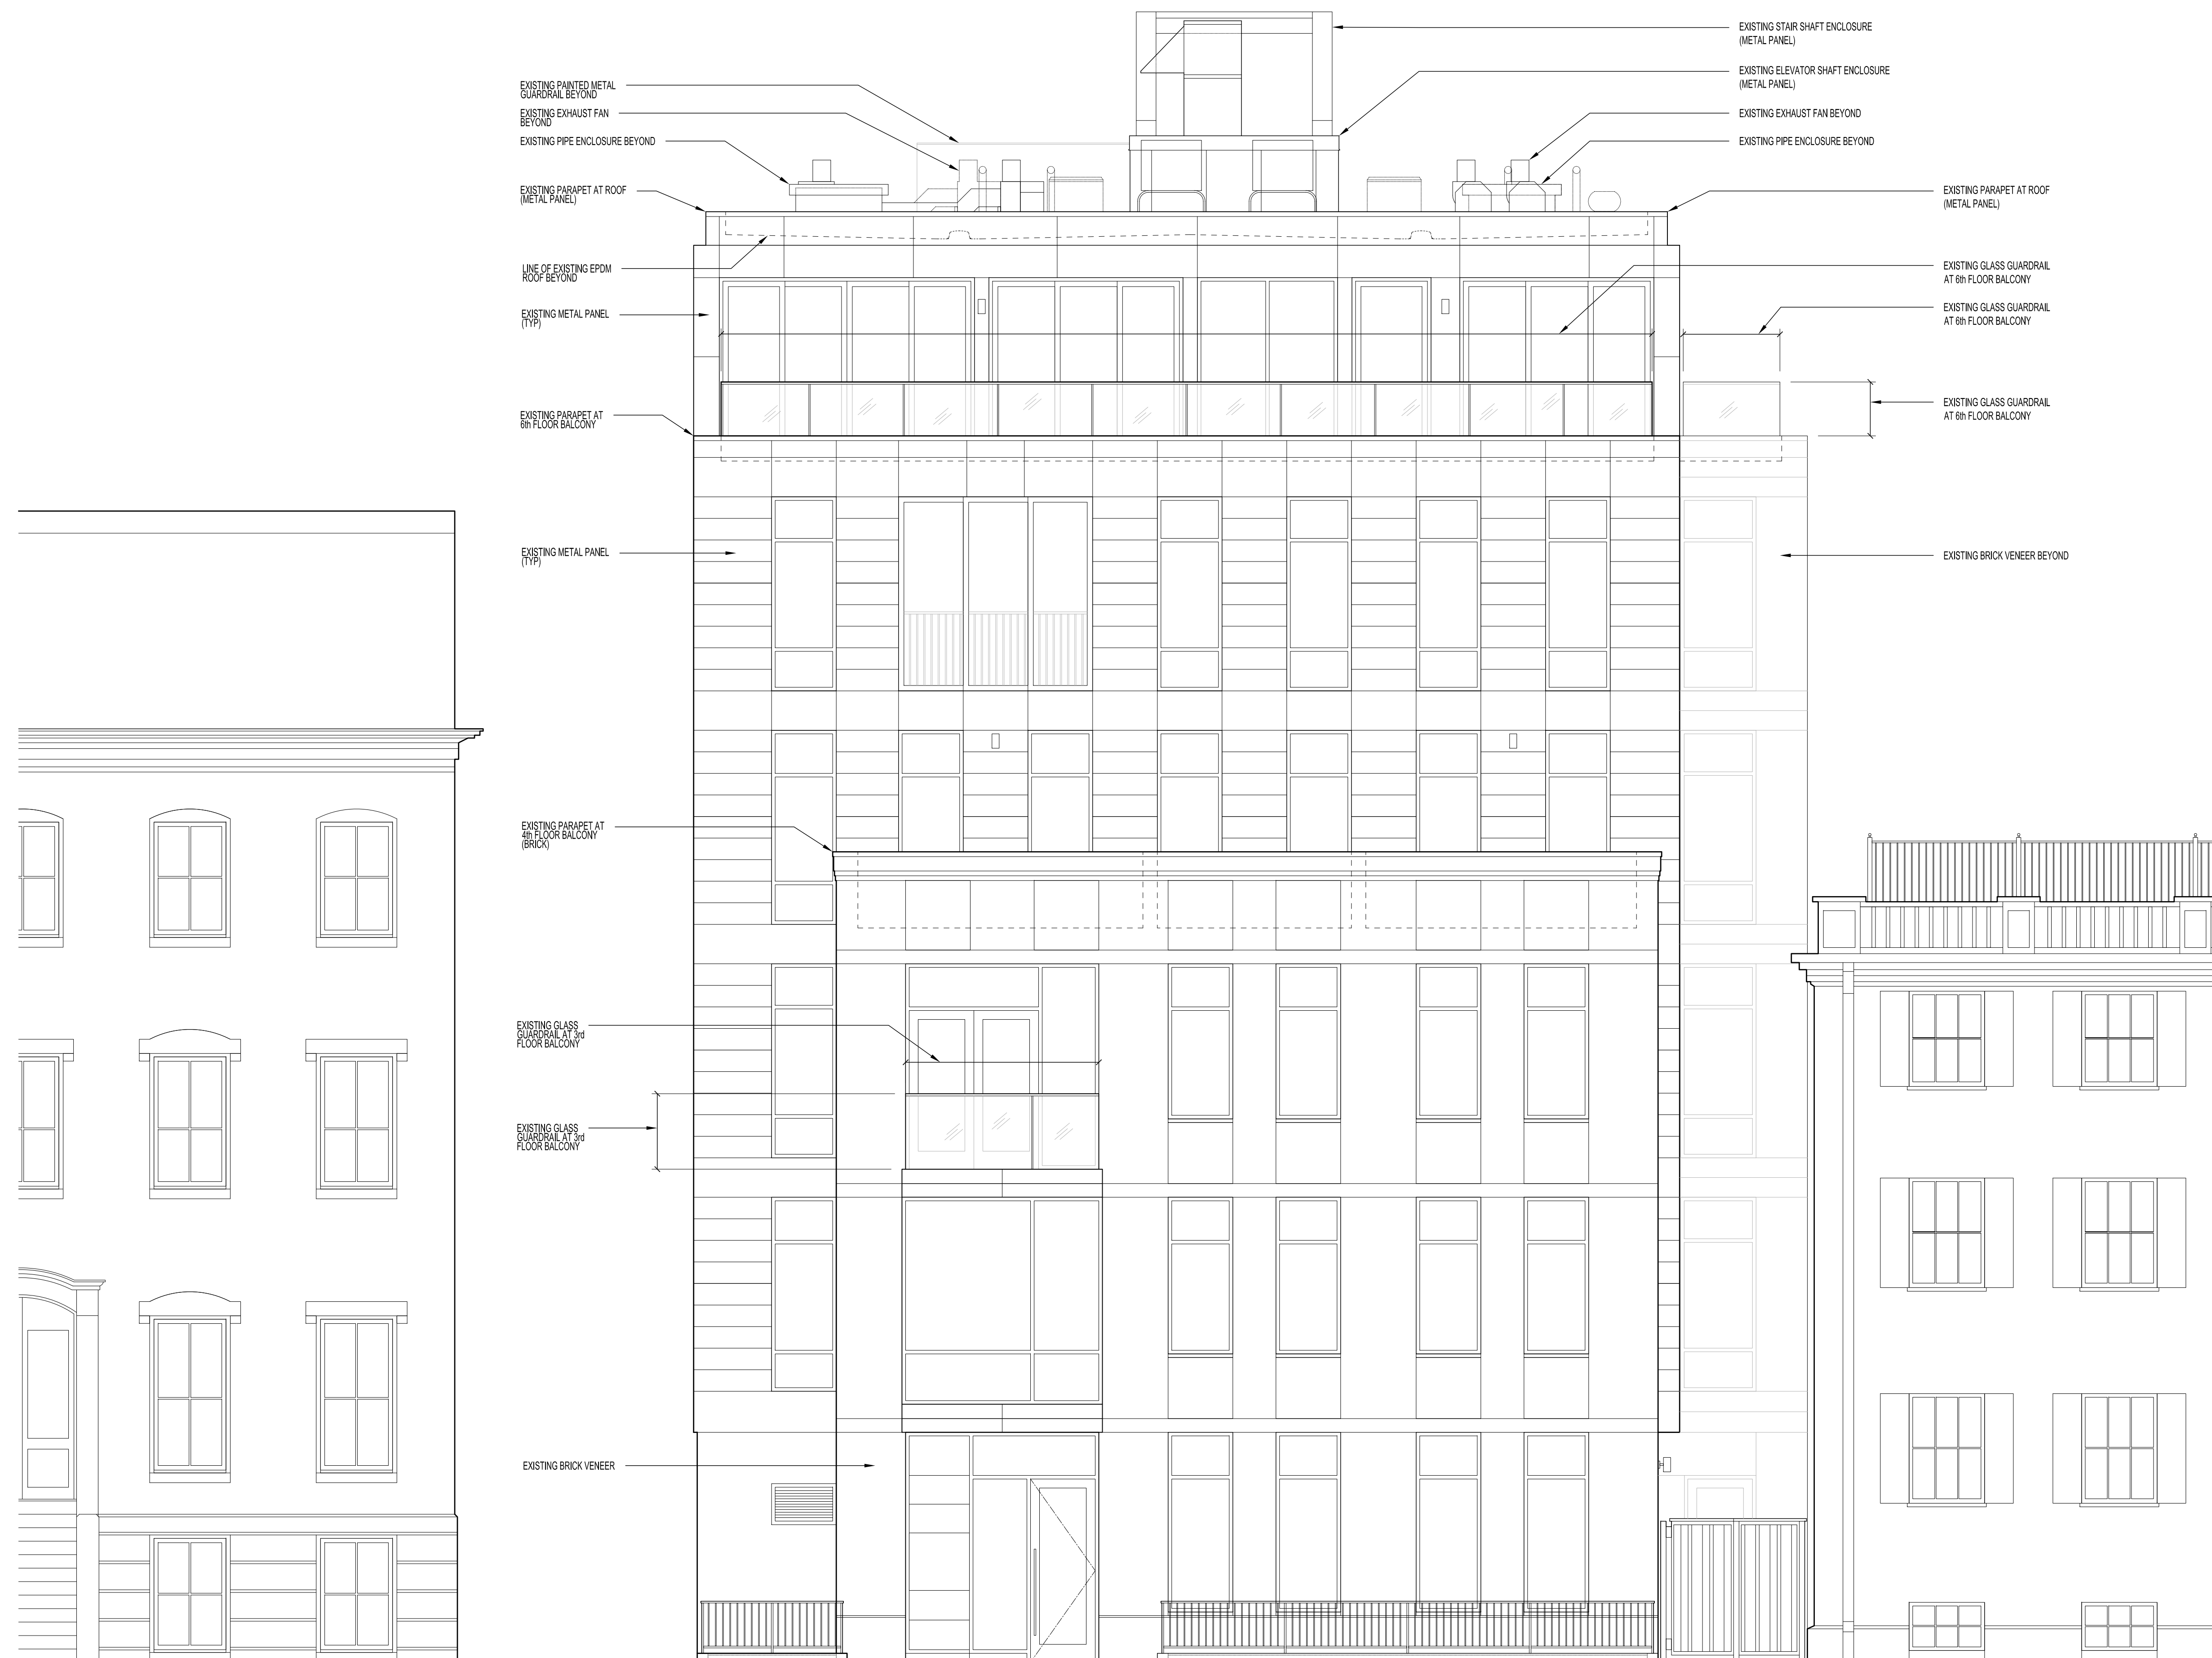 EXISTING STAIR SHAFT ENCLOSURE
(METAL PANEL)
EXISTING ELEVATOR SHAFT ENCLOSURE
(METAL PANEL)
EXISTING PAINTED METAL
GUARDRAIL BEYOND
EXISTING EXHAUST FAN
BEYOND
EXISTING EXHAUST FAN BEYOND
EXISTING PIPE ENCLOSURE BEYOND
EXISTING PIPE ENCLOSURE BEYOND
EXISTING PARAPET AT ROOF
(METAL PANEL)
EXISTING PARAPET AT ROOF
(METAL PANEL)
LINE OF EXISTING EPDM
ROOF BEYOND
EXISTING GLASS GUARDRAIL
AT 6th FLOOR BALCONY
EXISTING METAL PANEL
(TYP)
EXISTING GLASS GUARDRAIL
AT 6th FLOOR BALCONY
EXISTING PARAPET AT
6th FLOOR BALCONY
EXISTING GLASS GUARDRAIL
AT 6th FLOOR BALCONY
EXISTING METAL PANEL
(TYP)
EXISTING BRICK VENEER BEYOND
EXISTING PARAPET AT
4th FLOOR BALCONY
(BRICK)
EXISTING GLASS
GUARDRAIL AT 3rd
FLOOR BALCONY
EXISTING GLASS
GUARDRAIL AT 3rd
FLOOR BALCONY
EXISTING BRICK VENEER